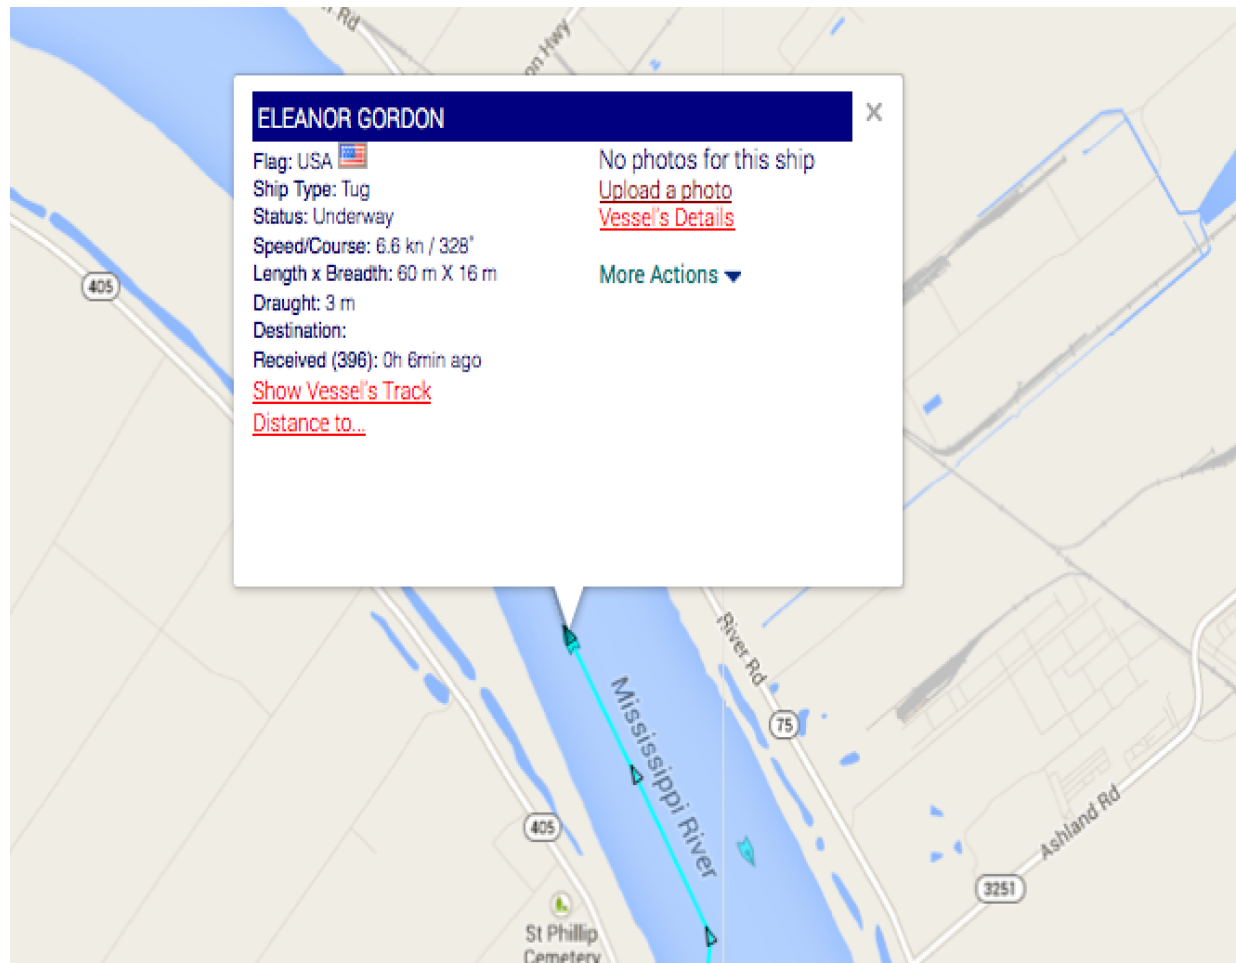 Rd
on Hwy
ELEANOR GORDON
X
Flag: USA
Ship Type: Tug
Status: Underway
Speed/Course: 6.6 kn / 328°
Length x Breadth: 60 m X 16 m
Draught: 3 m
Destination:
Received (396): 0h 6min ago
Show Vessel's Track
Distance to...
No photos for this ship
Upload a photo
Vessel's Details
More Actions
405
River Rd
Mississippi River
75
405
Ashland Rd
3251
St Phillip
Cemetery